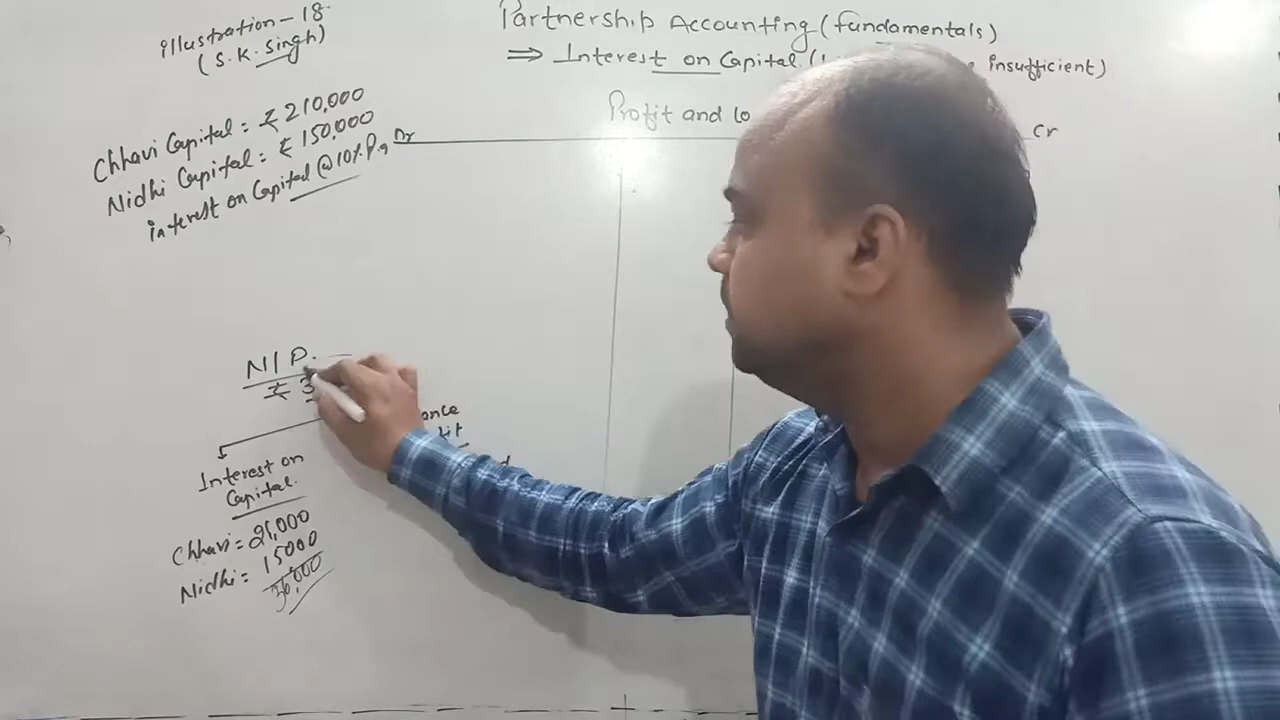 illustration-18
(S.K. Singh)
Partnership Accounting (fundamentals)
⇒ Interest on Capital ( insufficient)
Chhavi Capital: ₹ 210,000
Nidhi Capital: ₹ 150,000
interest on Capital @ 10% P.a
Profit and lo
Dr
Cr
N/P.
₹ 3
Interest on
Capital.
Chhavi = 21,000
Nidhi = 15000
36,000